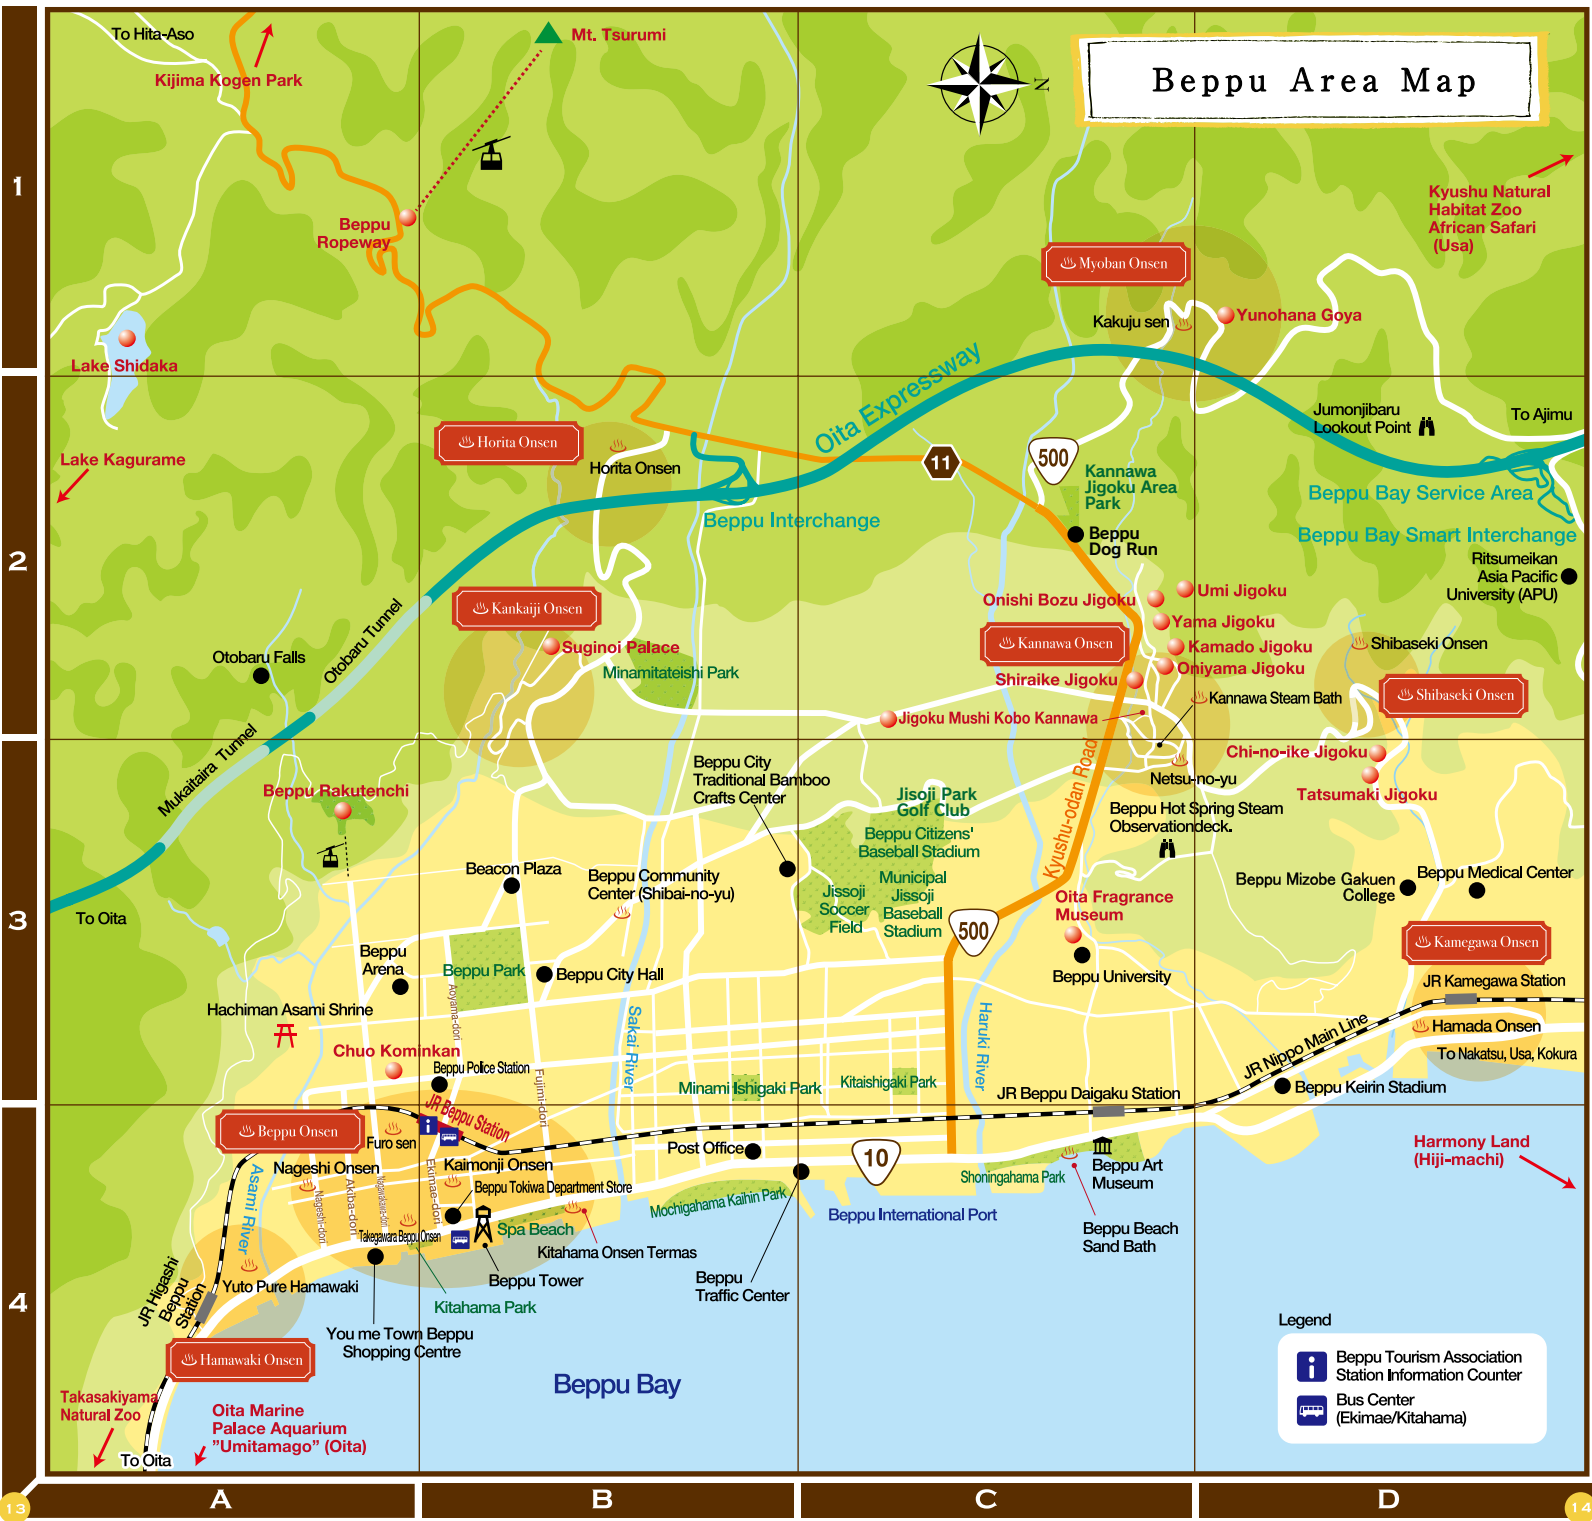 Beppu Area Map
N
To Hita-Aso
Kijima Kogen Park
Mt. Tsurumi
Beppu
Ropeway
Kyushu Natural
Habitat Zoo
African Safari
(Usa)
Myoban Onsen
Kakuju sen
Yunohana Goya
Lake Shidaka
Oita Expressway
Jumonjibaru
Lookout Point
To Ajimu
Horita Onsen
Horita Onsen
Lake Kagurame
11
500
Kannawa
Jigoku Area
Park
Beppu Bay Service Area
Beppu Interchange
Beppu Bay Smart Interchange
Beppu
Dog Run
Ritsumeikan
Asia Pacific
University (APU)
Kankaiji Onsen
Onishi Bozu Jigoku
Umi Jigoku
Yama Jigoku
Otobaru Tunnel
Otobaru Falls
Suginoi Palace
Minamitateishi Park
Kannawa Onsen
Kamado Jigoku
Oniyama Jigoku
Shiraike Jigoku
Shibaseki Onsen
Shibaseki Onsen
Kannawa Steam Bath
Jigoku Mushi Kobo Kannawa
Mukaitaira Tunnel
Beppu City
Traditional Bamboo
Crafts Center
Chi-no-ike Jigoku
Netsu-no-yu
Tatsumaki Jigoku
Beppu Rakutenchi
Jisoji Park
Golf Club
Kyushu-odan Road
Beppu Hot Spring Steam
Observationdeck.
Beppu Citizens'
Baseball Stadium
Beacon Plaza
Beppu Community
Center (Shibai-no-yu)
Municipal
Jissoji
Baseball
Stadium
Jissoji
Soccer
Field
Oita Fragrance
Museum
Beppu Mizobe Gakuen
College
Beppu Medical Center
To Oita
500
Kamegawa Onsen
Beppu
Arena
Beppu Park
Beppu City Hall
Beppu University
JR Kamegawa Station
Hachiman Asami Shrine
Aoyama-dori
Sakai River
Haruki River
JR Nippo Main Line
Hamada Onsen
To Nakatsu, Usa, Kokura
Chuo Kominkan
Beppu Police Station
Fujimi-dori
Minami Ishigaki Park
Kitaishigaki Park
JR Beppu Daigaku Station
Beppu Keirin Stadium
JR Beppu Station
Beppu Onsen
Furo sen
Post Office
10
Harmony Land
(Hiji-machi)
Nageshi Onsen
Kaimonji Onsen
Beppu Tokiwa Department Store
Shoningahama Park
Beppu Art
Museum
Asami River
Nageshi-dori
Akiba-dori
Nagarekawa-dori
Ekimae-dori
Mochigahama Kaihin Park
Beppu International Port
Takegawara Beppu Onsen
Spa Beach
Kitahama Onsen Termas
Beppu Beach
Sand Bath
JR Higashi
Beppu
Station
Yuto Pure Hamawaki
Beppu Tower
Beppu
Traffic Center
Kitahama Park
You me Town Beppu
Shopping Centre
Hamawaki Onsen
Beppu Bay
Takasakiyama
Natural Zoo
Oita Marine
Palace Aquarium
"Umitamago" (Oita)
To Oita
Legend
Beppu Tourism Association
Station Information Counter
Bus Center
(Ekimae/Kitahama)
1
2
3
4
A
B
C
D
13
14